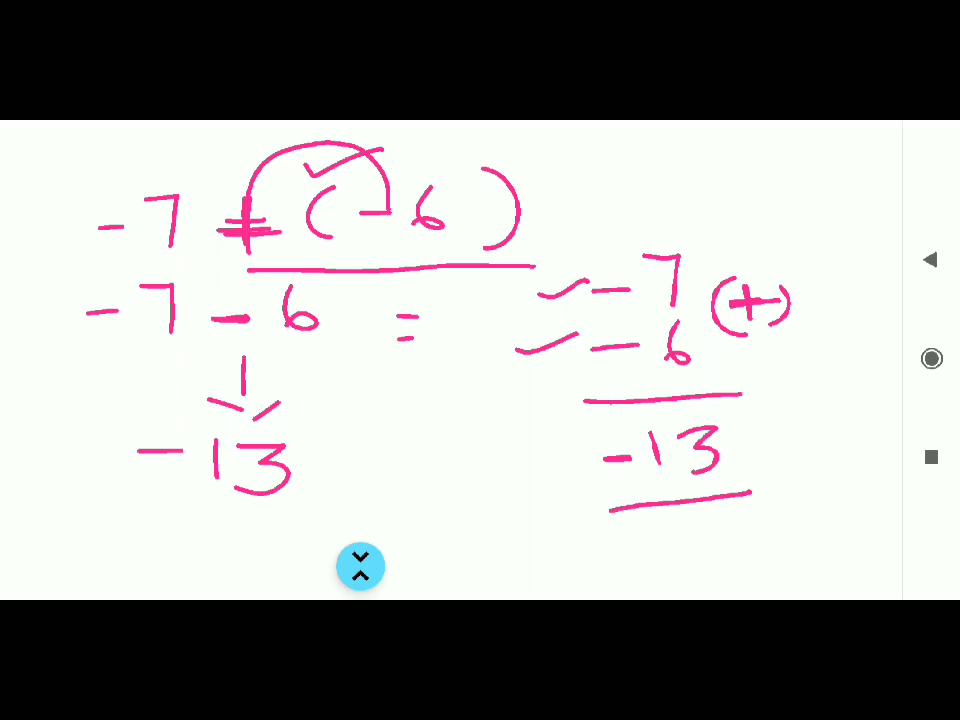 -7 + (-6)
-7 - 6 =
-13
-7 (+)
-6
-13